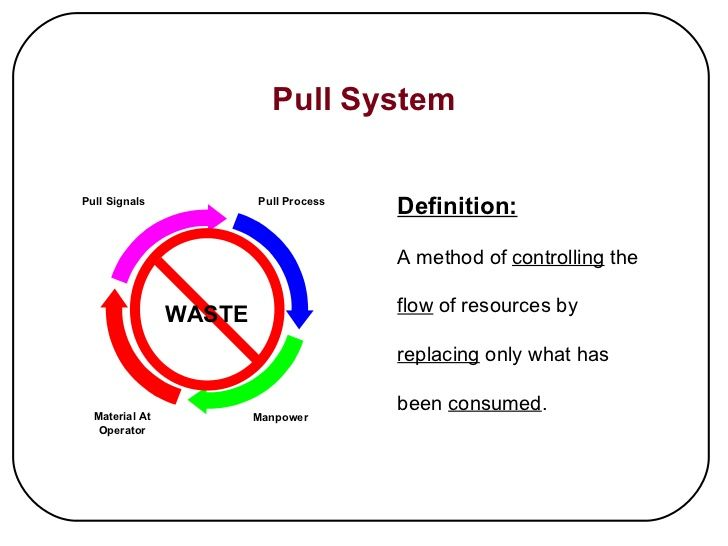 Pull System
Pull Signals
Pull Process
WASTE
Material At
Operator
Manpower
Definition:
A method of controlling the
flow of resources by
replacing only what has
been consumed.